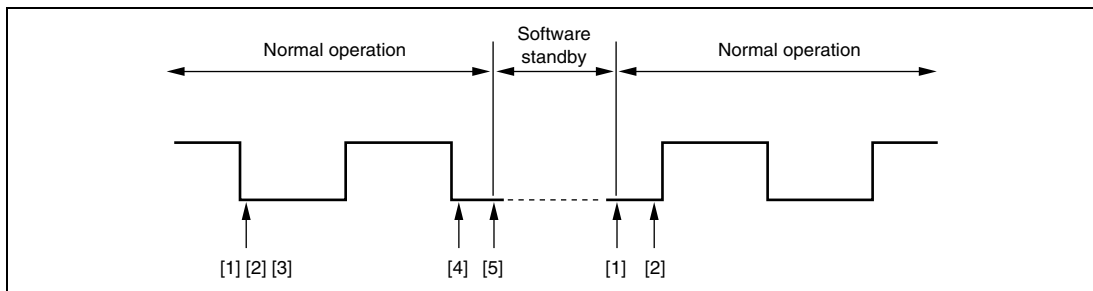 Normal operation
Software
standby
Normal operation
[1] [2] [3]
[4]
[5]
[1]
[2]